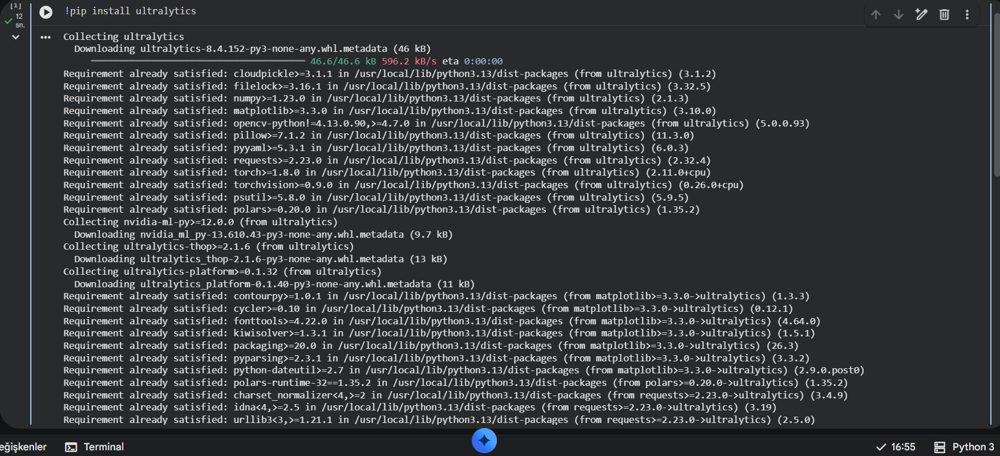 [1]
12
sn.
!pip install ultralytics
Collecting ultralytics
Downloading ultralytics-8.4.152-py3-none-any.whl.metadata (46 kB)
46.6/46.6 kB 596.2 kB/s eta 0:00:00
Requirement already satisfied: cloudpickle>=3.1.1 in /usr/local/lib/python3.13/dist-packages (from ultralytics) (3.1.2)
Requirement already satisfied: filelock>=3.16.1 in /usr/local/lib/python3.13/dist-packages (from ultralytics) (3.32.5)
Requirement already satisfied: numpy>=1.23.0 in /usr/local/lib/python3.13/dist-packages (from ultralytics) (2.1.3)
Requirement already satisfied: matplotlib>=3.3.0 in /usr/local/lib/python3.13/dist-packages (from ultralytics) (3.10.0)
Requirement already satisfied: opencv-python!=4.13.0.90,>=4.7.0 in /usr/local/lib/python3.13/dist-packages (from ultralytics) (5.0.0.93)
Requirement already satisfied: pillow>=7.1.2 in /usr/local/lib/python3.13/dist-packages (from ultralytics) (11.3.0)
Requirement already satisfied: pyyaml>=5.3.1 in /usr/local/lib/python3.13/dist-packages (from ultralytics) (6.0.3)
Requirement already satisfied: requests>=2.23.0 in /usr/local/lib/python3.13/dist-packages (from ultralytics) (2.32.4)
Requirement already satisfied: torch>=1.8.0 in /usr/local/lib/python3.13/dist-packages (from ultralytics) (2.11.0+cpu)
Requirement already satisfied: torchvision>=0.9.0 in /usr/local/lib/python3.13/dist-packages (from ultralytics) (0.26.0+cpu)
Requirement already satisfied: psutil>=5.8.0 in /usr/local/lib/python3.13/dist-packages (from ultralytics) (5.9.5)
Requirement already satisfied: polars>=0.20.0 in /usr/local/lib/python3.13/dist-packages (from ultralytics) (1.35.2)
Collecting nvidia-ml-py>=12.0.0 (from ultralytics)
Downloading nvidia_ml_py-13.610.43-py3-none-any.whl.metadata (9.7 kB)
Collecting ultralytics-thop>=2.1.6 (from ultralytics)
Downloading ultralytics_thop-2.1.6-py3-none-any.whl.metadata (13 kB)
Collecting ultralytics-platform>=0.1.32 (from ultralytics)
Downloading ultralytics_platform-0.1.40-py3-none-any.whl.metadata (11 kB)
Requirement already satisfied: contourpy>=1.0.1 in /usr/local/lib/python3.13/dist-packages (from matplotlib>=3.3.0->ultralytics) (1.3.3)
Requirement already satisfied: cycler>=0.10 in /usr/local/lib/python3.13/dist-packages (from matplotlib>=3.3.0->ultralytics) (0.12.1)
Requirement already satisfied: fonttools>=4.22.0 in /usr/local/lib/python3.13/dist-packages (from matplotlib>=3.3.0->ultralytics) (4.64.0)
Requirement already satisfied: kiwisolver>=1.3.1 in /usr/local/lib/python3.13/dist-packages (from matplotlib>=3.3.0->ultralytics) (1.5.1)
Requirement already satisfied: packaging>=20.0 in /usr/local/lib/python3.13/dist-packages (from matplotlib>=3.3.0->ultralytics) (26.3)
Requirement already satisfied: pyparsing>=2.3.1 in /usr/local/lib/python3.13/dist-packages (from matplotlib>=3.3.0->ultralytics) (3.3.2)
Requirement already satisfied: python-dateutil>=2.7 in /usr/local/lib/python3.13/dist-packages (from matplotlib>=3.3.0->ultralytics) (2.9.0.post0)
Requirement already satisfied: polars-runtime-32==1.35.2 in /usr/local/lib/python3.13/dist-packages (from polars>=0.20.0->ultralytics) (1.35.2)
Requirement already satisfied: charset_normalizer<4,>=2 in /usr/local/lib/python3.13/dist-packages (from requests>=2.23.0->ultralytics) (3.4.9)
Requirement already satisfied: idna<4,>=2.5 in /usr/local/lib/python3.13/dist-packages (from requests>=2.23.0->ultralytics) (3.19)
Requirement already satisfied: urllib3<3,>=1.21.1 in /usr/local/lib/python3.13/dist-packages (from requests>=2.23.0->ultralytics) (2.5.0)
eğişkenler Terminal 16:55 Python 3